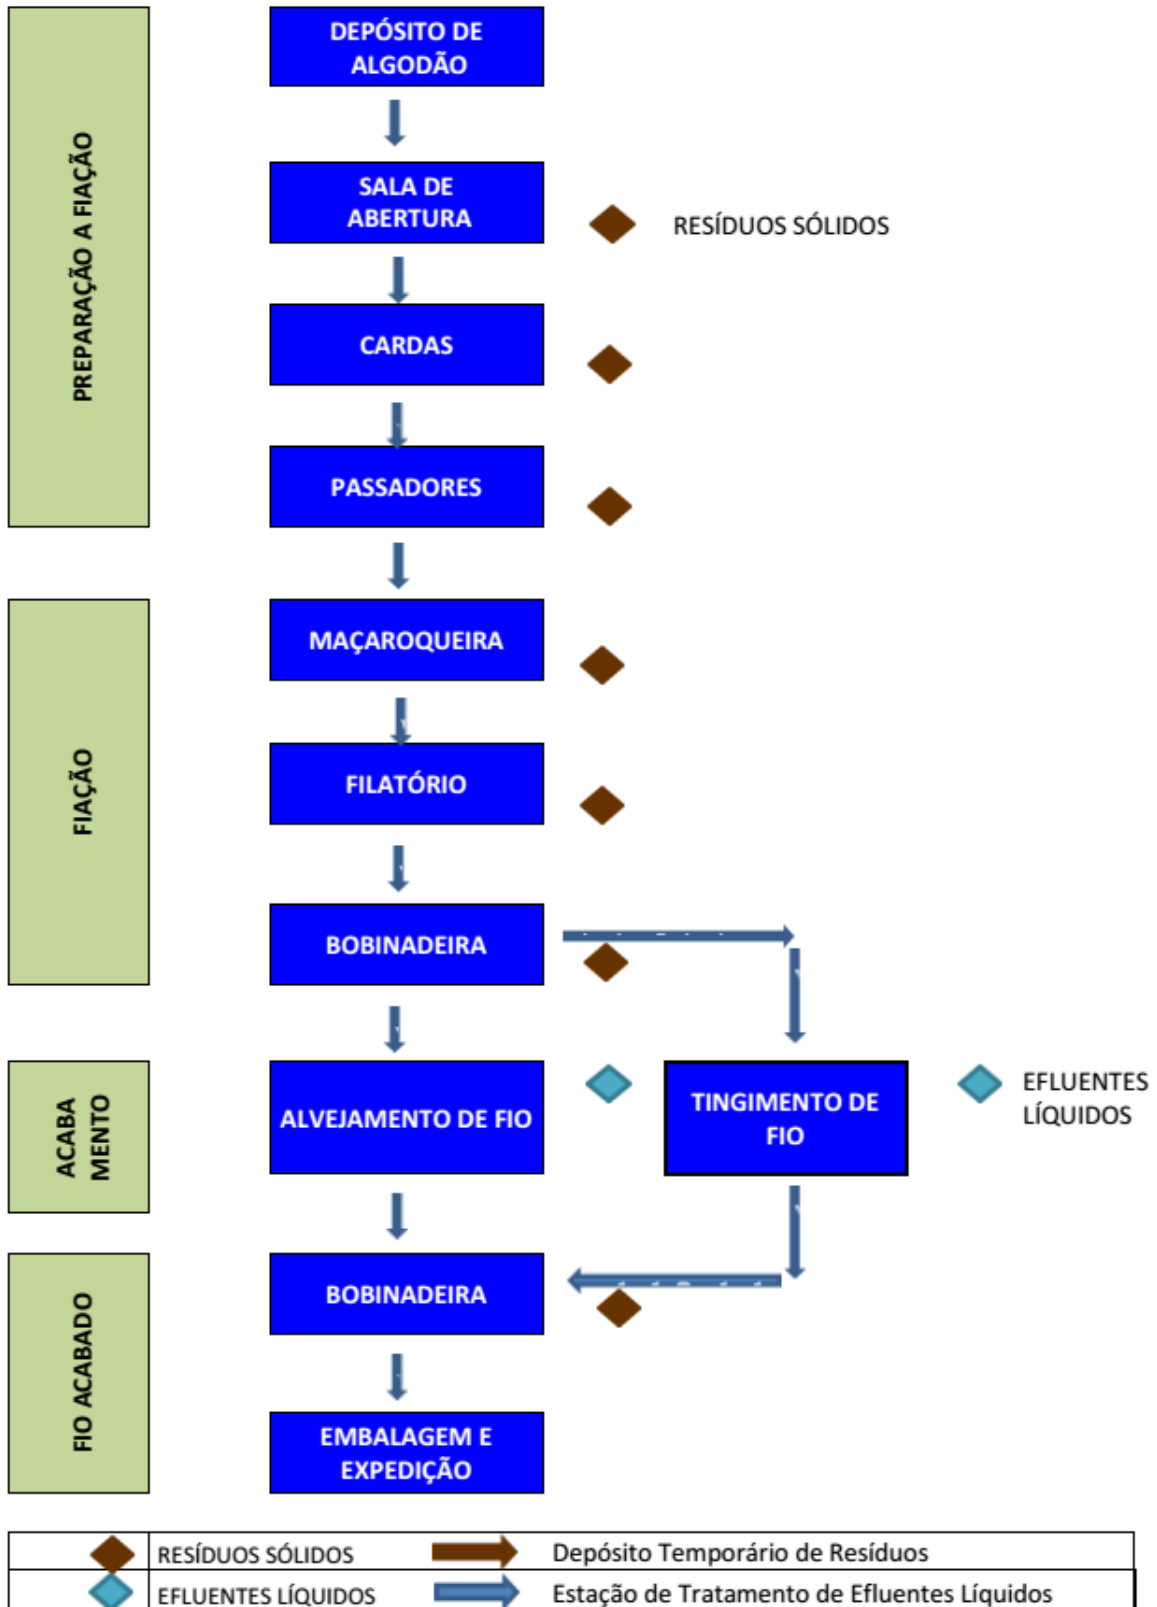 PREPARAÇÃO A FIAÇÃO
DEPÓSITO DE
ALGODÃO
SALA DE
ABERTURA
RESÍDUOS SÓLIDOS
CARDAS
PASSADORES
FIAÇÃO
MAÇAROQUEIRA
FILATÓRIO
BOBINADEIRA
ACABA
MENTO
ALVEJAMENTO DE FIO
TINGIMENTO DE
FIO
EFLUENTES
LÍQUIDOS
FIO ACABADO
BOBINADEIRA
EMBALAGEM E
EXPEDIÇÃO
RESÍDUOS SÓLIDOS Depósito Temporário de Resíduos
EFLUENTES LÍQUIDOS Estação de Tratamento de Efluentes Líquidos